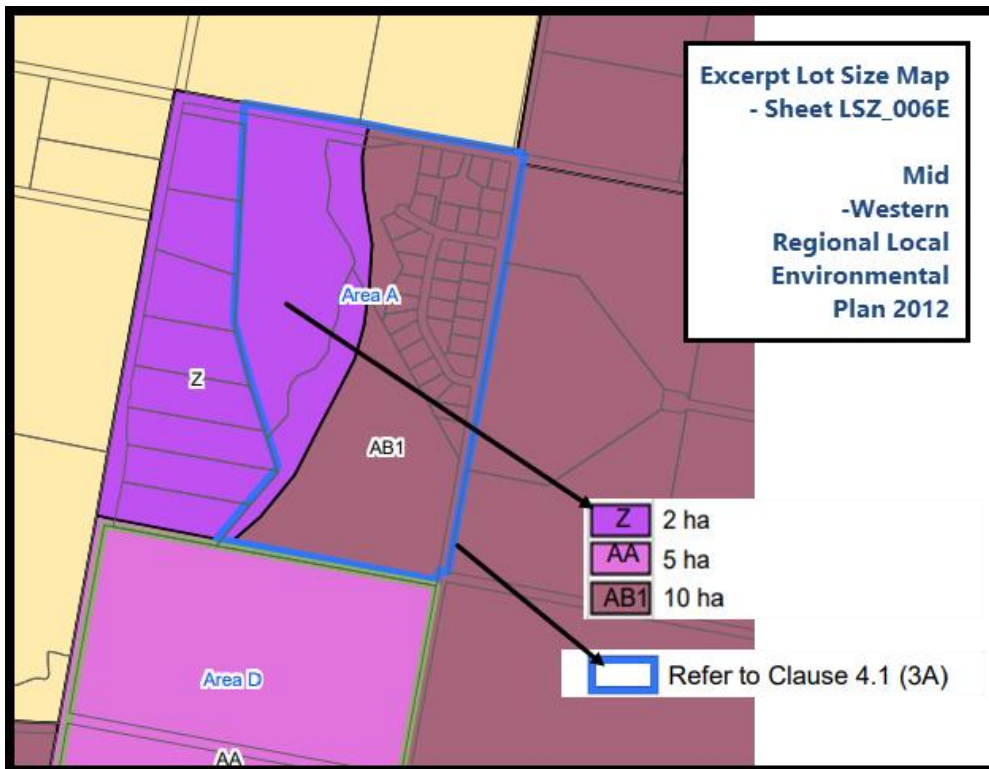 Excerpt Lot Size Map
- Sheet LSZ_006E
Mid
-Western
Regional Local
Environmental
Plan 2012
Area A
Z
AB1
Z 2 ha
AA 5 ha
AB1 10 ha
Refer to Clause 4.1 (3A)
Area D
AA